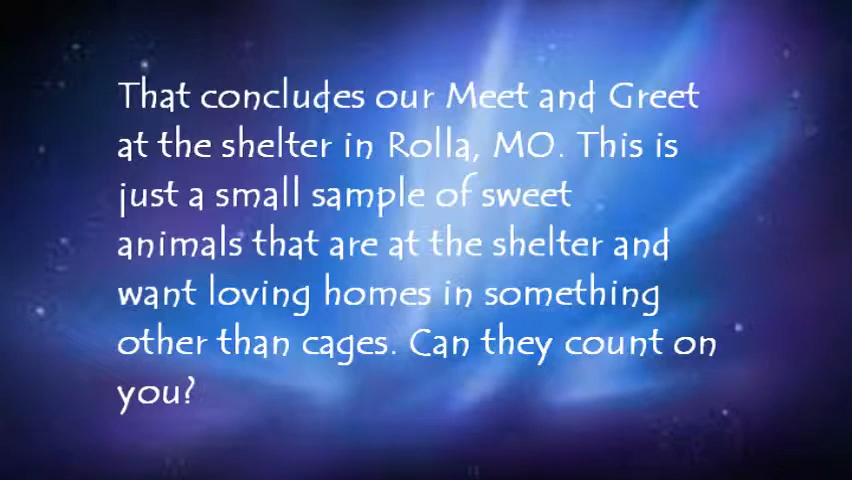 That concludes our Meet and Greet
at the shelter in Rolla, MO. This is
just a small sample of sweet
animals that are at the shelter and
want loving homes in something
other than cages. Can they count on
you?